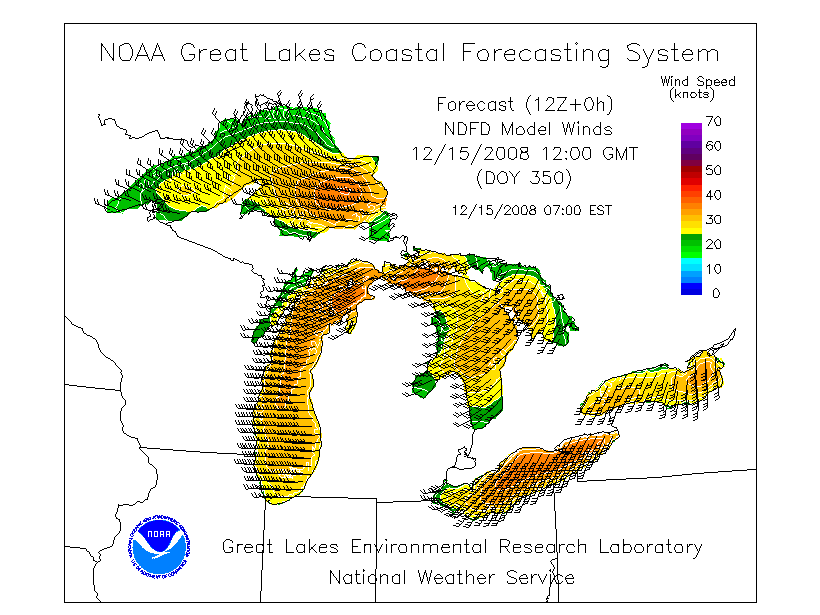 NOAA Great Lakes Coastal Forecasting System
Wind Speed
(knots)
Forecast (12Z+0h)
NDFD Model Winds
12/15/2008 12:00 GMT
(DOY 350)
12/15/2008 07:00 EST
70
60
50
40
30
20
10
0
NOAA
Great Lakes Environmental Research Laboratory
National Weather Service